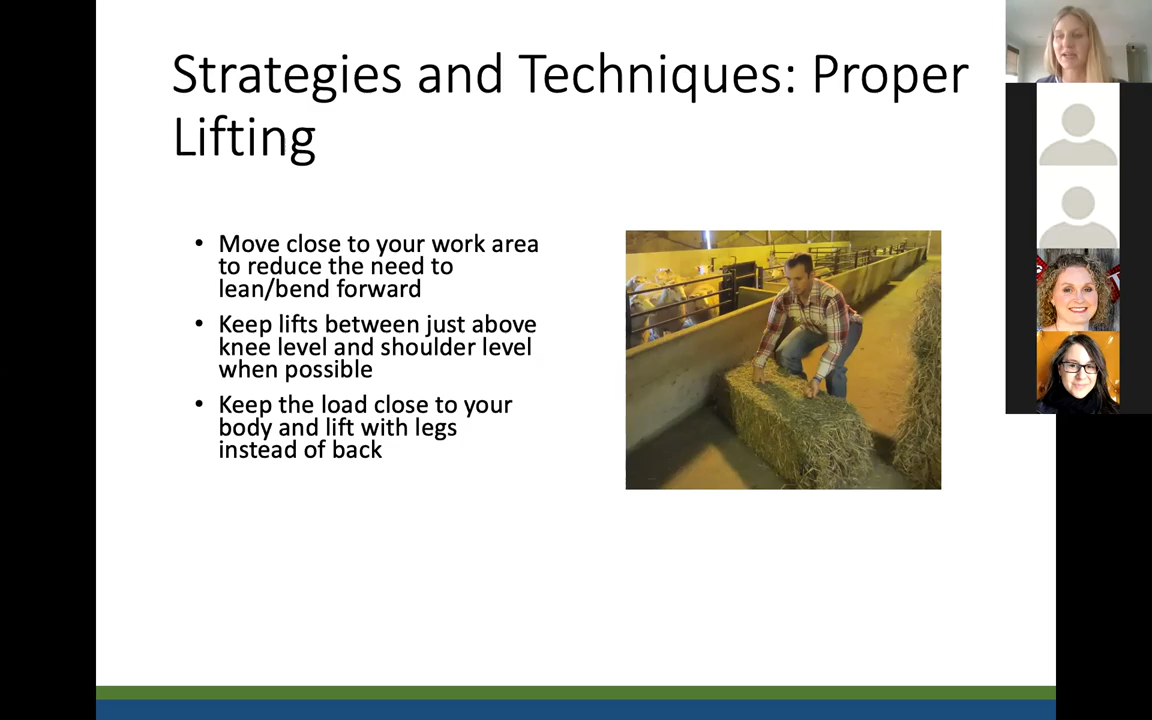 Strategies and Techniques: Proper
Lifting
• Move close to your work area
to reduce the need to
lean/bend forward
• Keep lifts between just above
knee level and shoulder level
when possible
• Keep the load close to your
body and lift with legs
instead of back